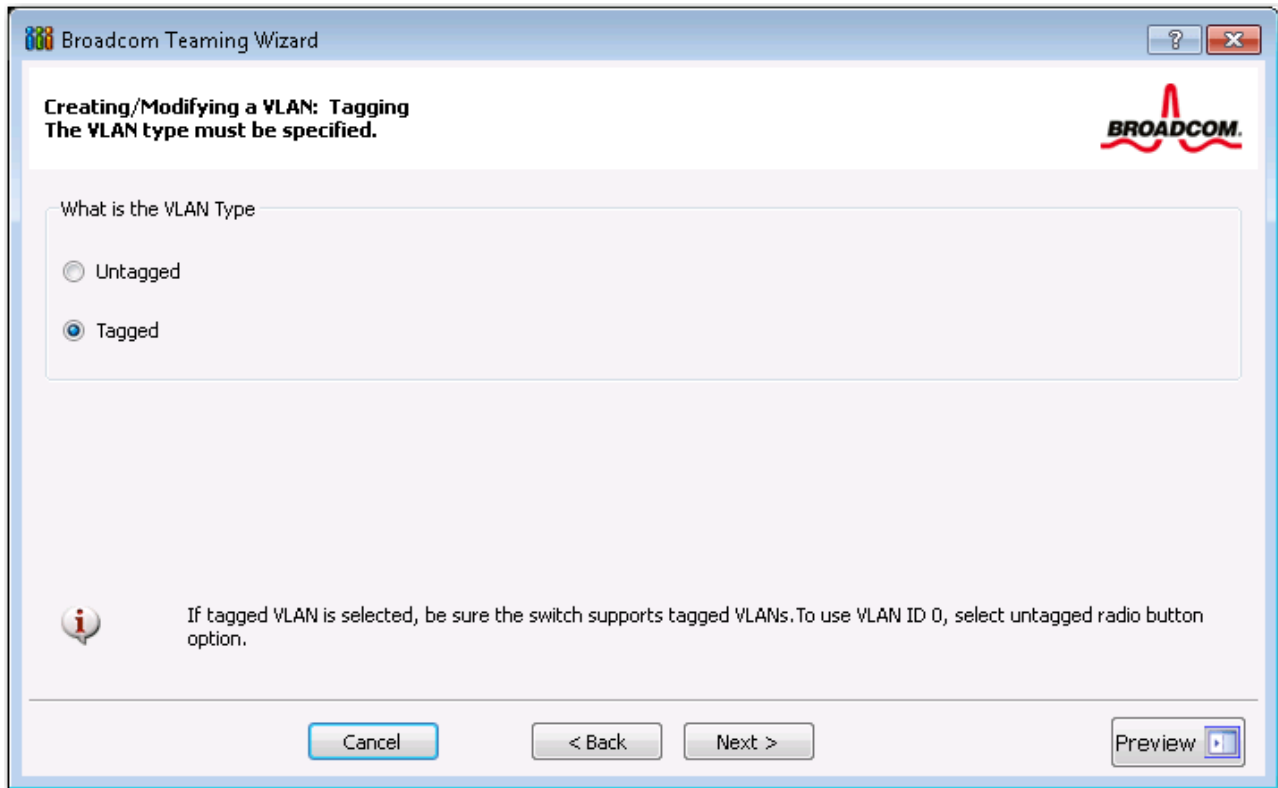 Broadcom Teaming Wizard
?
Creating/Modifying a VLAN: Tagging
The VLAN type must be specified.
BROADCOM.
What is the VLAN Type
Untagged
Tagged
If tagged VLAN is selected, be sure the switch supports tagged VLANs.To use VLAN ID 0, select untagged radio button
option.
Cancel
< Back
Next >
Preview